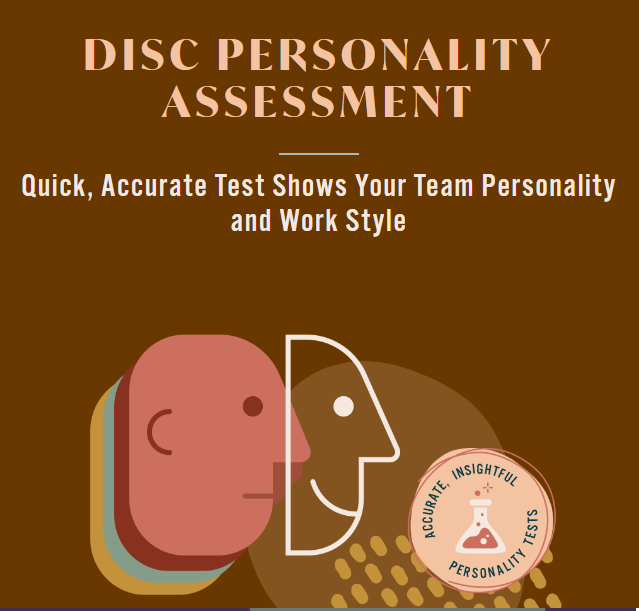 DISC PERSONALITY
ASSESSMENT
Quick, Accurate Test Shows Your Team Personality
and Work Style
ACCURATE, INSIGHTFUL
PERSONALITY TESTS